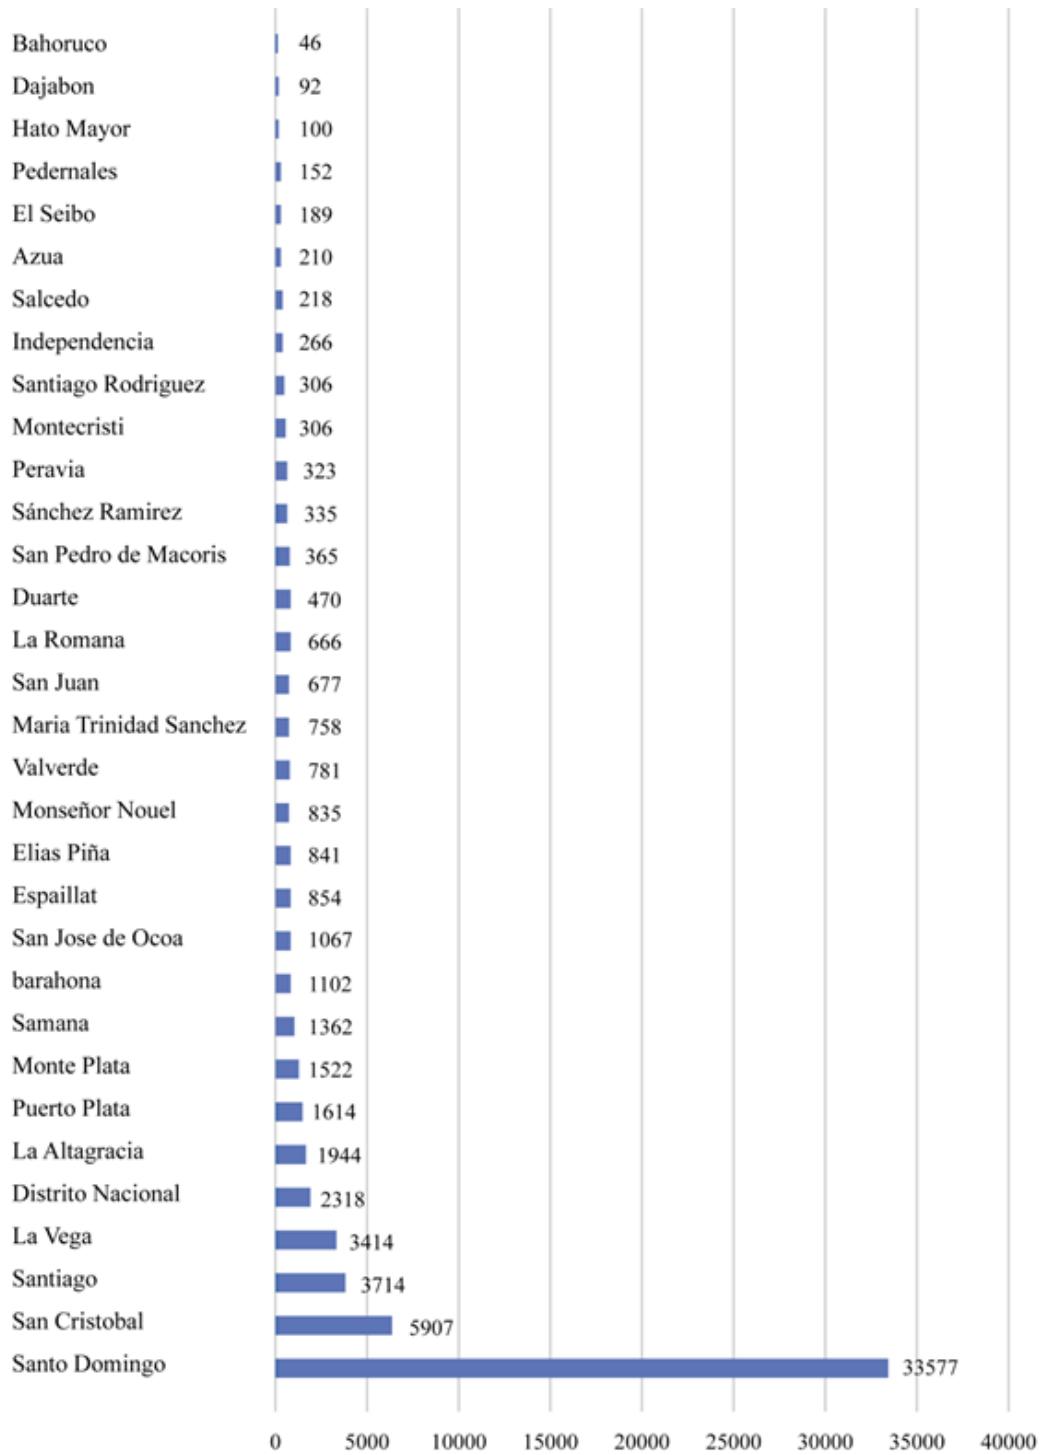 Bahoruco 46
Dajabon 92
Hato Mayor 100
Pedernales 152
El Seibo 189
Azua 210
Salcedo 218
Independencia 266
Santiago Rodriguez 306
Montecristi 306
Peravia 323
Sánchez Ramirez 335
San Pedro de Macoris 365
Duarte 470
La Romana 666
San Juan 677
Maria Trinidad Sanchez 758
Valverde 781
Monseñor Nouel 835
Elias Piña 841
Espaillat 854
San Jose de Ocoa 1067
barahona 1102
Samana 1362
Monte Plata 1522
Puerto Plata 1614
La Altagracia 1944
Distrito Nacional 2318
La Vega 3414
Santiago 3714
San Cristobal 5907
Santo Domingo 33577
0 5000 10000 15000 20000 25000 30000 35000 40000